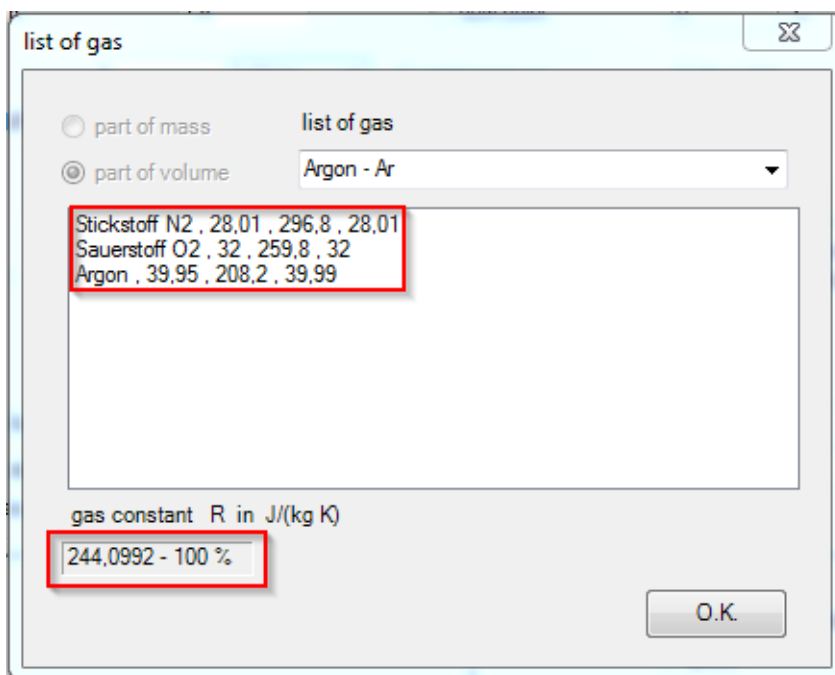 list of gas
part of mass
list of gas
part of volume
Argon - Ar
Stickstoff N2 , 28,01 , 296,8 , 28,01
Sauerstoff O2 , 32 , 259,8 , 32
Argon , 39,95 , 208,2 , 39,99
gas constant R in J/(kg K)
244,0992 - 100 %
O.K.